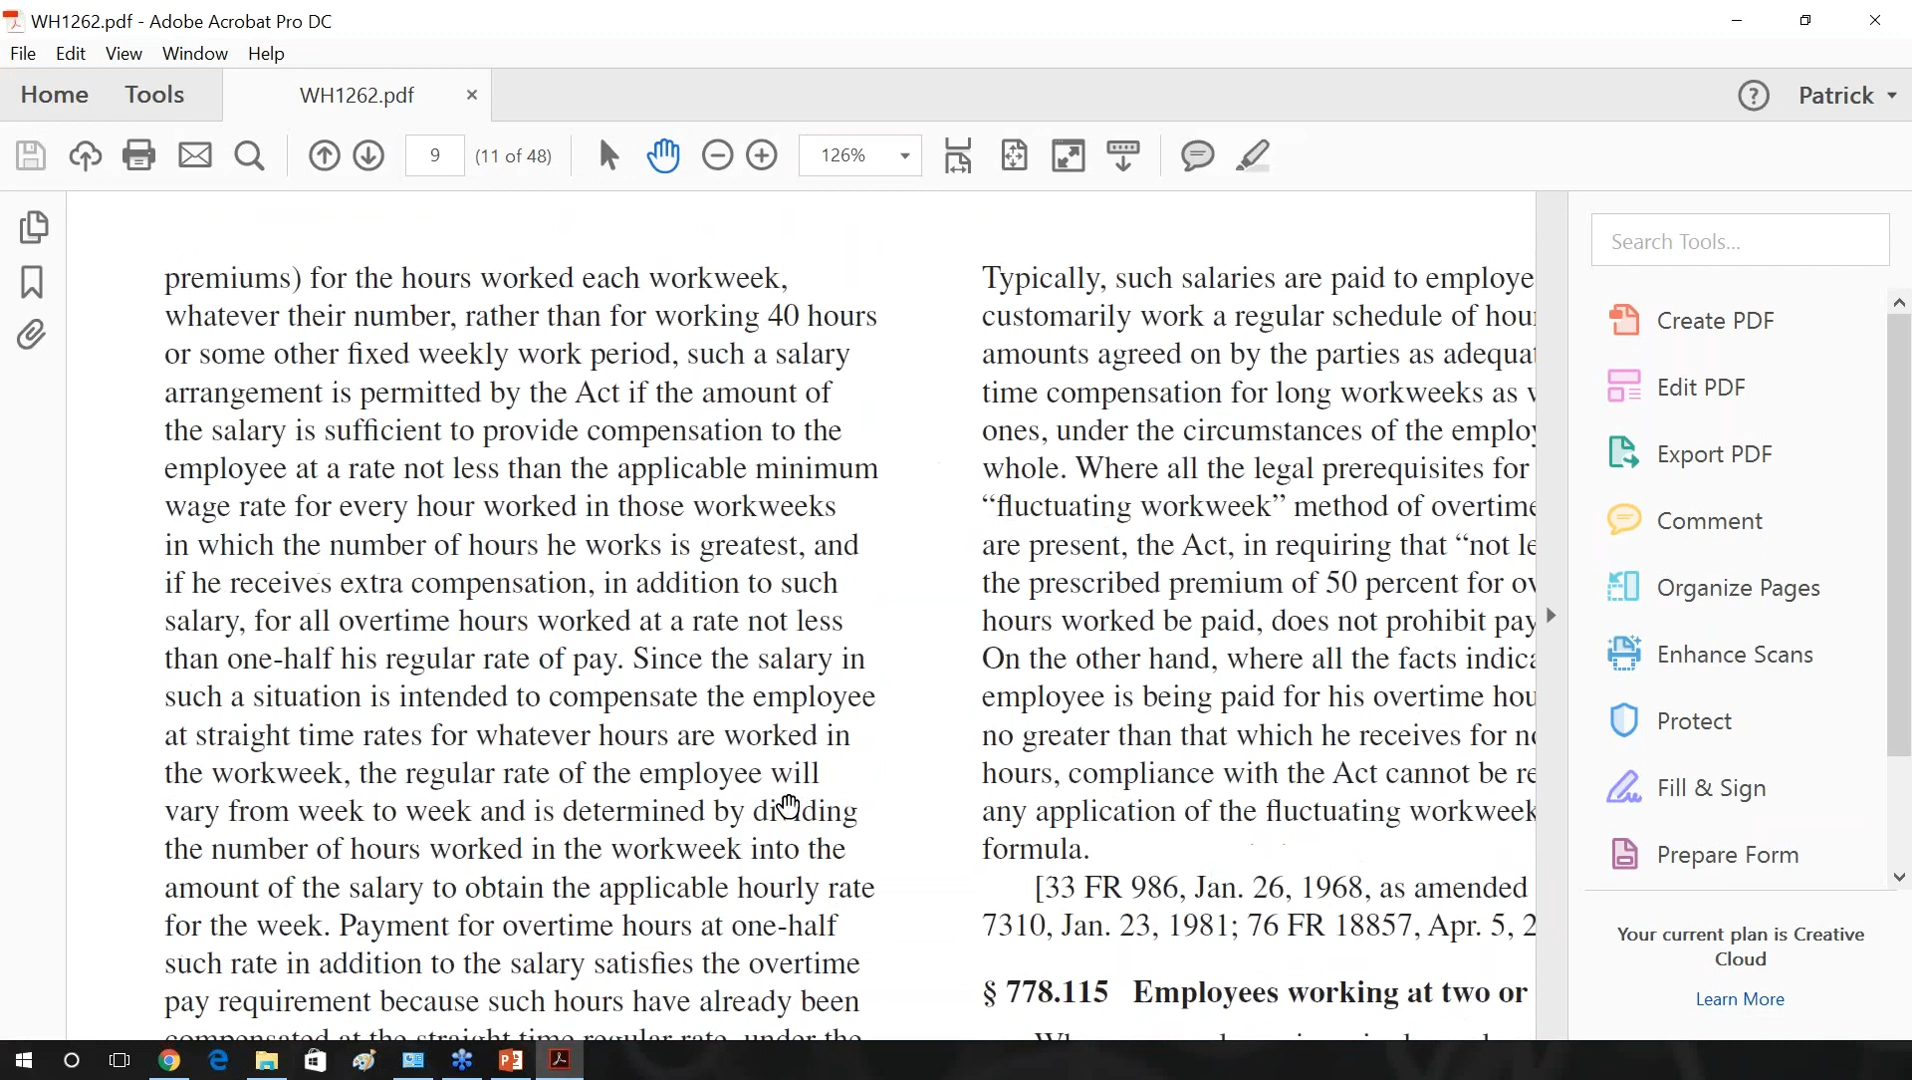 WH1262.pdf - Adobe Acrobat Pro DC
File Edit View Window Help
Home Tools WH1262.pdf × ? Patrick
9 (11 of 48) 126%
premiums) for the hours worked each workweek,
whatever their number, rather than for working 40 hours
or some other fixed weekly work period, such a salary
arrangement is permitted by the Act if the amount of
the salary is sufficient to provide compensation to the
employee at a rate not less than the applicable minimum
wage rate for every hour worked in those workweeks
in which the number of hours he works is greatest, and
if he receives extra compensation, in addition to such
salary, for all overtime hours worked at a rate not less
than one-half his regular rate of pay. Since the salary in
such a situation is intended to compensate the employee
at straight time rates for whatever hours are worked in
the workweek, the regular rate of the employee will
vary from week to week and is determined by dividing
the number of hours worked in the workweek into the
amount of the salary to obtain the applicable hourly rate
for the week. Payment for overtime hours at one-half
such rate in addition to the salary satisfies the overtime
pay requirement because such hours have already been
compensated at the straight time regular rate, under the
Typically, such salaries are paid to employe
customarily work a regular schedule of hou
amounts agreed on by the parties as adequa
time compensation for long workweeks as
ones, under the circumstances of the employ
whole. Where all the legal prerequisites for
“fluctuating workweek” method of overtime
are present, the Act, in requiring that “not le
the prescribed premium of 50 percent for ov
hours worked be paid, does not prohibit pay
On the other hand, where all the facts indica
employee is being paid for his overtime hou
no greater than that which he receives for no
hours, compliance with the Act cannot be re
any application of the fluctuating workweek
formula.
[33 FR 986, Jan. 26, 1968, as amended
7310, Jan. 23, 1981; 76 FR 18857, Apr. 5, 2
§ 778.115 Employees working at two or
Search Tools...
Create PDF
Edit PDF
Export PDF
Comment
Organize Pages
Enhance Scans
Protect
Fill & Sign
Prepare Form
Your current plan is Creative
Cloud
Learn More